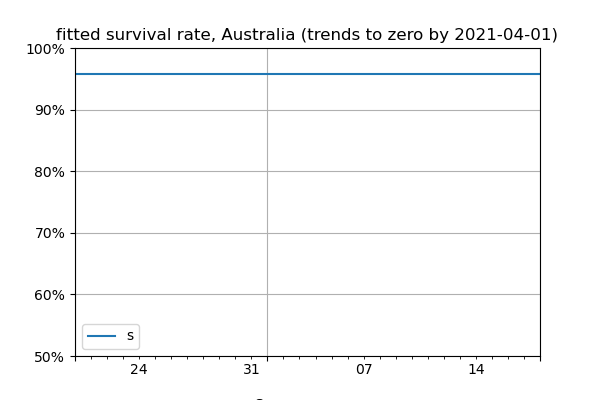 fitted survival rate, Australia (trends to zero by 2021-04-01)
100%
90%
80%
70%
60%
50%
s
24 31 07 14